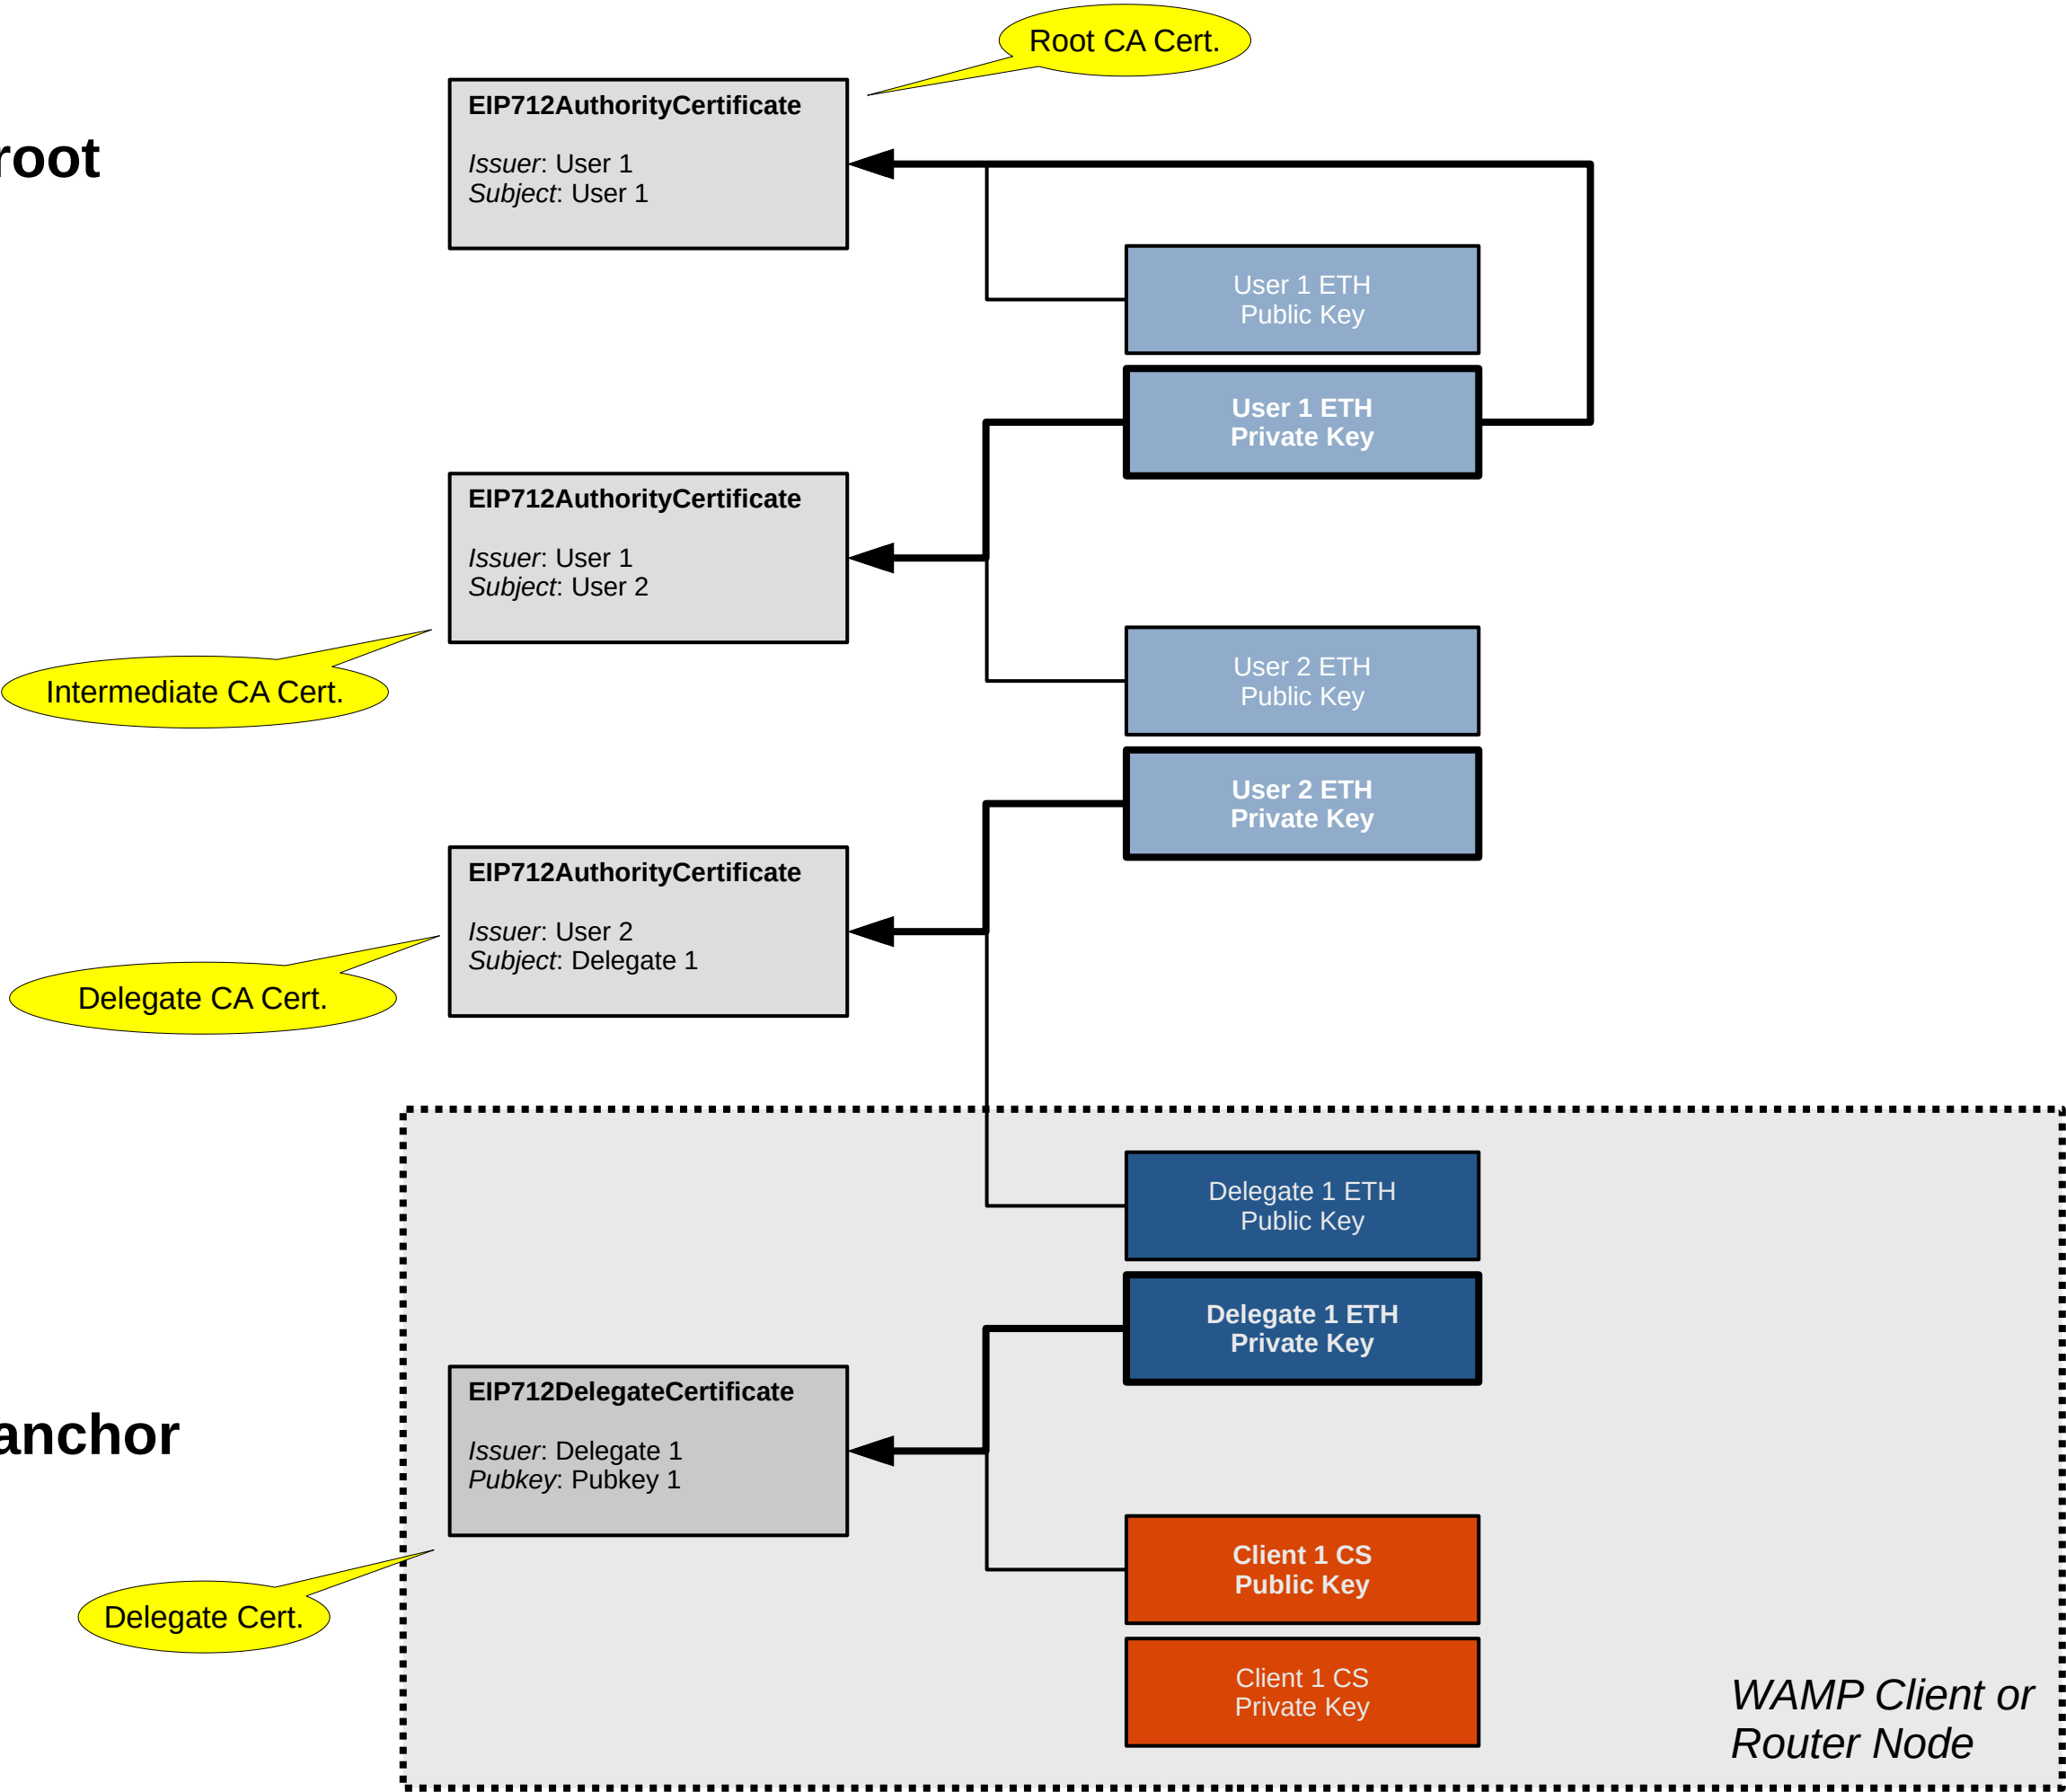 Root CA Cert.
EIP712AuthorityCertificate
Issuer: User 1
Subject: User 1
root
User 1 ETH
Public Key
User 1 ETH
Private Key
EIP712AuthorityCertificate
Issuer: User 1
Subject: User 2
Intermediate CA Cert.
User 2 ETH
Public Key
User 2 ETH
Private Key
EIP712AuthorityCertificate
Issuer: User 2
Subject: Delegate 1
Delegate CA Cert.
Delegate 1 ETH
Public Key
Delegate 1 ETH
Private Key
EIP712DelegateCertificate
Issuer: Delegate 1
Pubkey: Pubkey 1
anchor
Delegate Cert.
Client 1 CS
Public Key
Client 1 CS
Private Key
WAMP Client or
Router Node